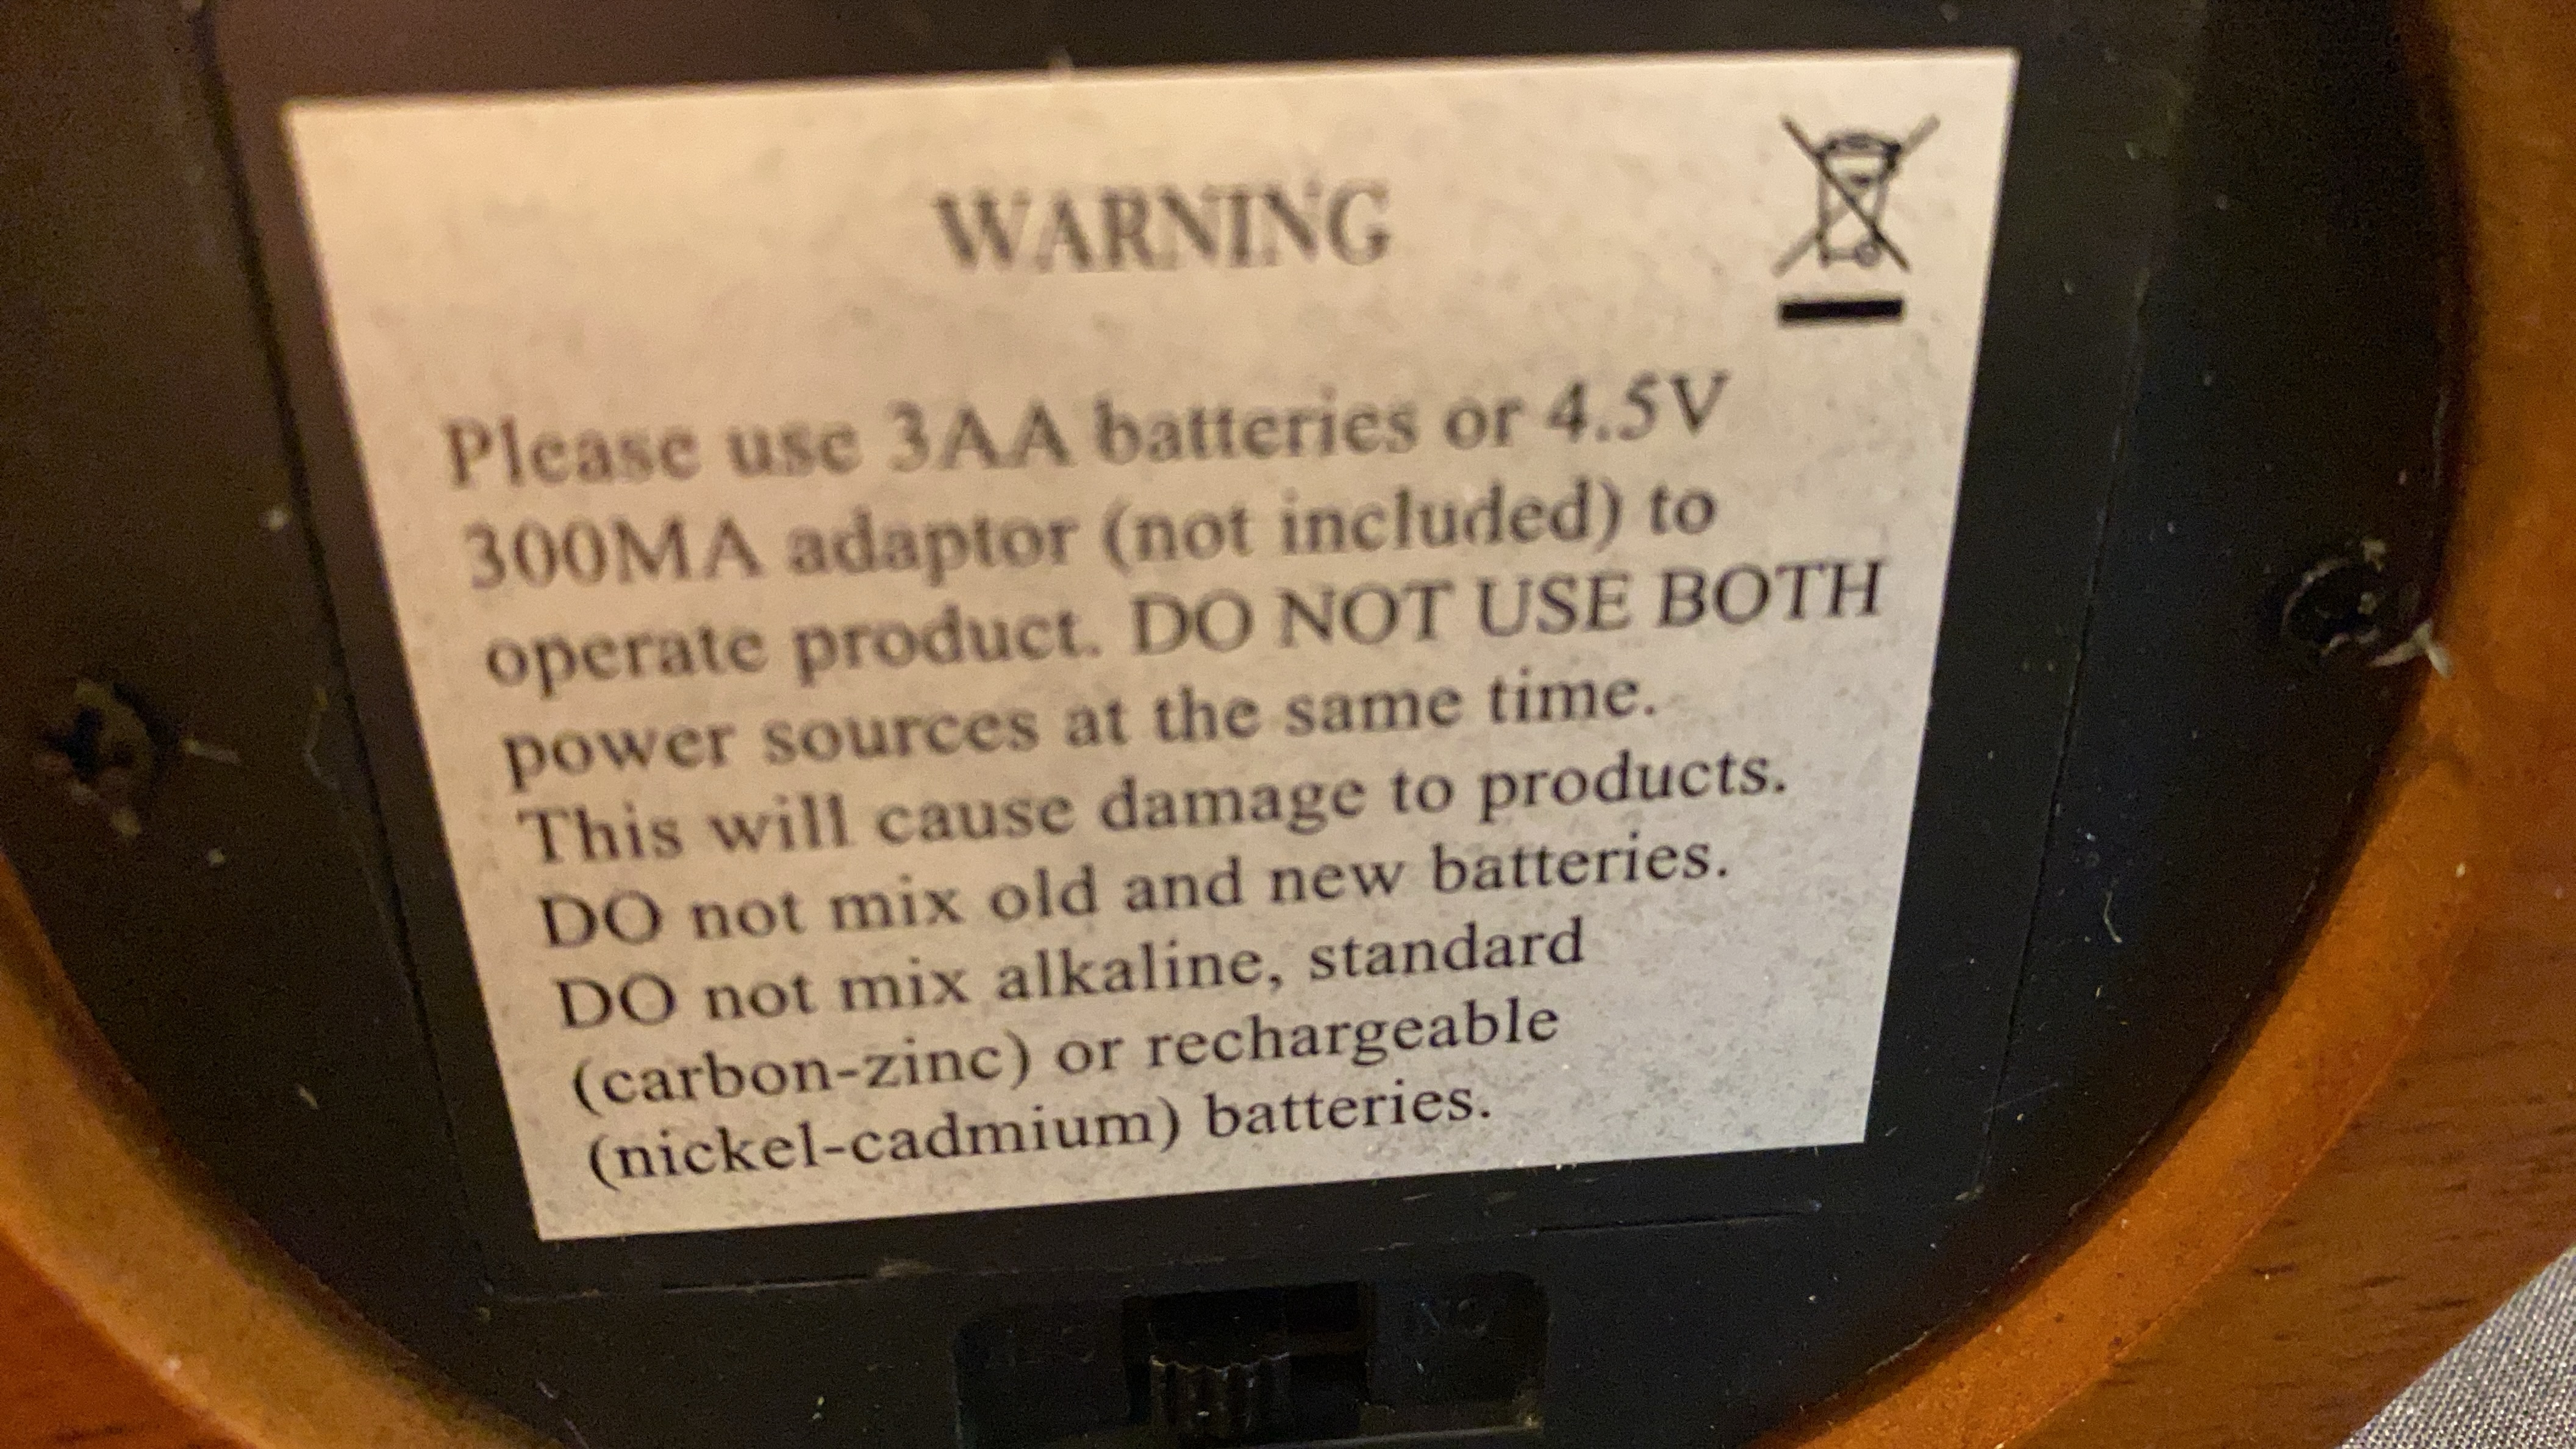 WARNING
Please use 3AA batteries or 4.5V
300MA adaptor (not included) to
operate product. DO NOT USE BOTH
power sources at the same time.
This will cause damage to products.
DO not mix old and new batteries.
DO not mix alkaline, standard
(carbon-zinc) or rechargeable
(nickel-cadmium) batteries.
ON